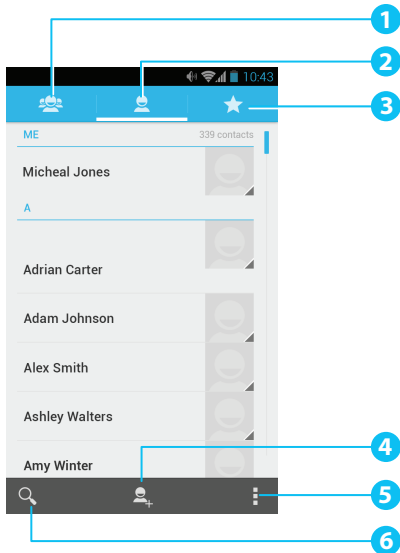 1
2
10:43
3
ME 339 contacts
Micheal Jones
A
Adrian Carter
Adam Johnson
Alex Smith
Ashley Walters
Amy Winter
4
5
6